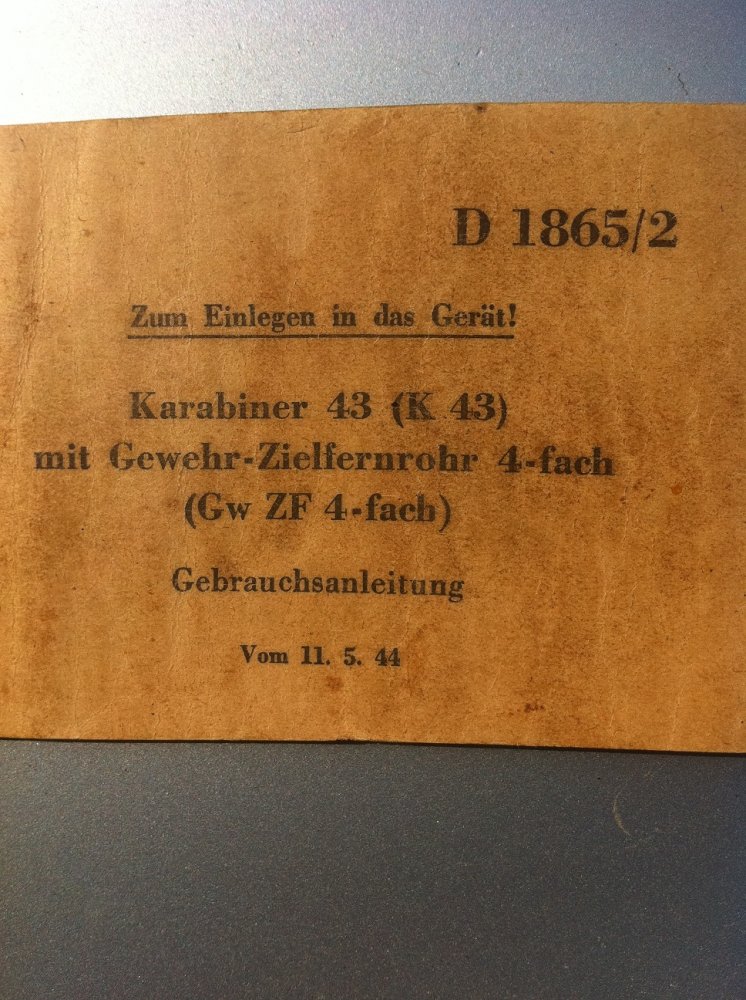 D 1865/2
Zum Einlegen in das Gerät!
Karabiner 43 (K 43)
mit Gewehr-Zielfernrohr 4-fach
(Gw ZF 4-fach)
Gebrauchsanleitung
Vom 11. 5. 44